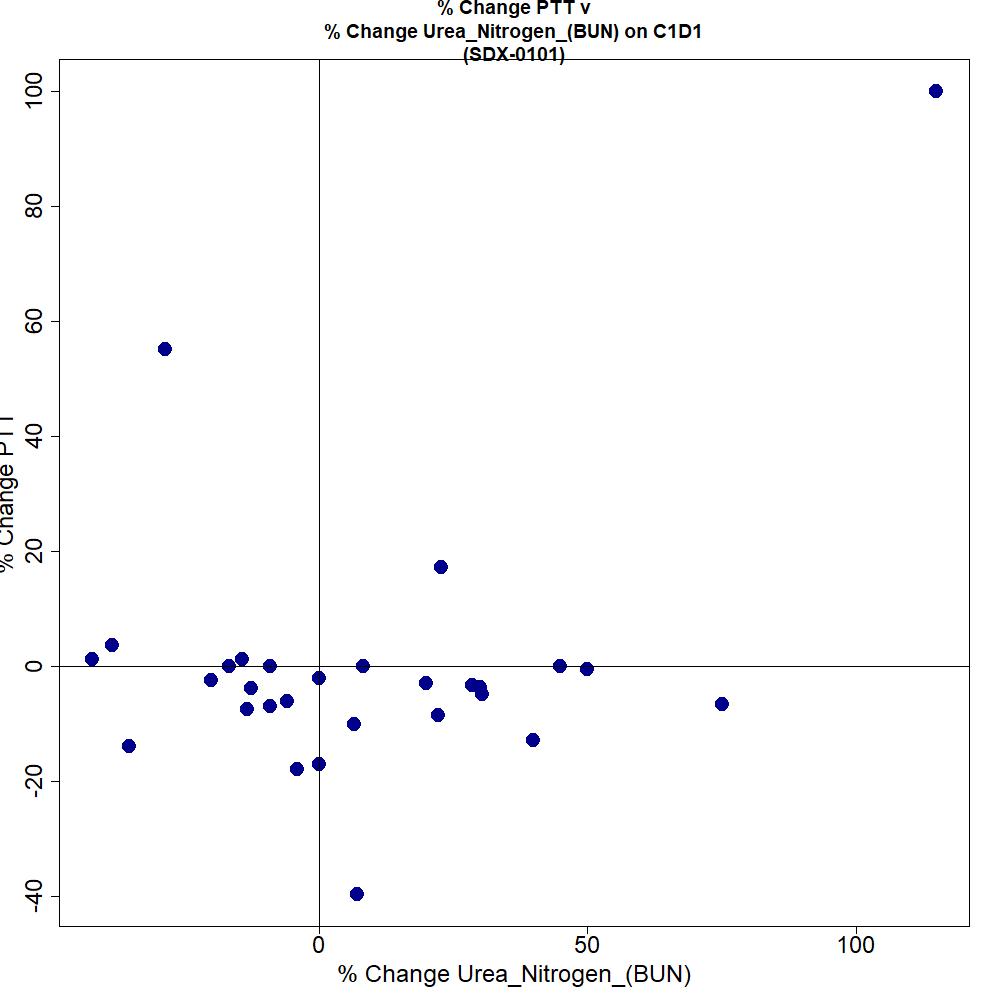 % Change PTT v
% Change Urea_Nitrogen_(BUN) on C1D1
(SDX-0101)
100
80
60
40
20
0
-20
-40
% Change PTT
0
50
100
% Change Urea_Nitrogen_(BUN)